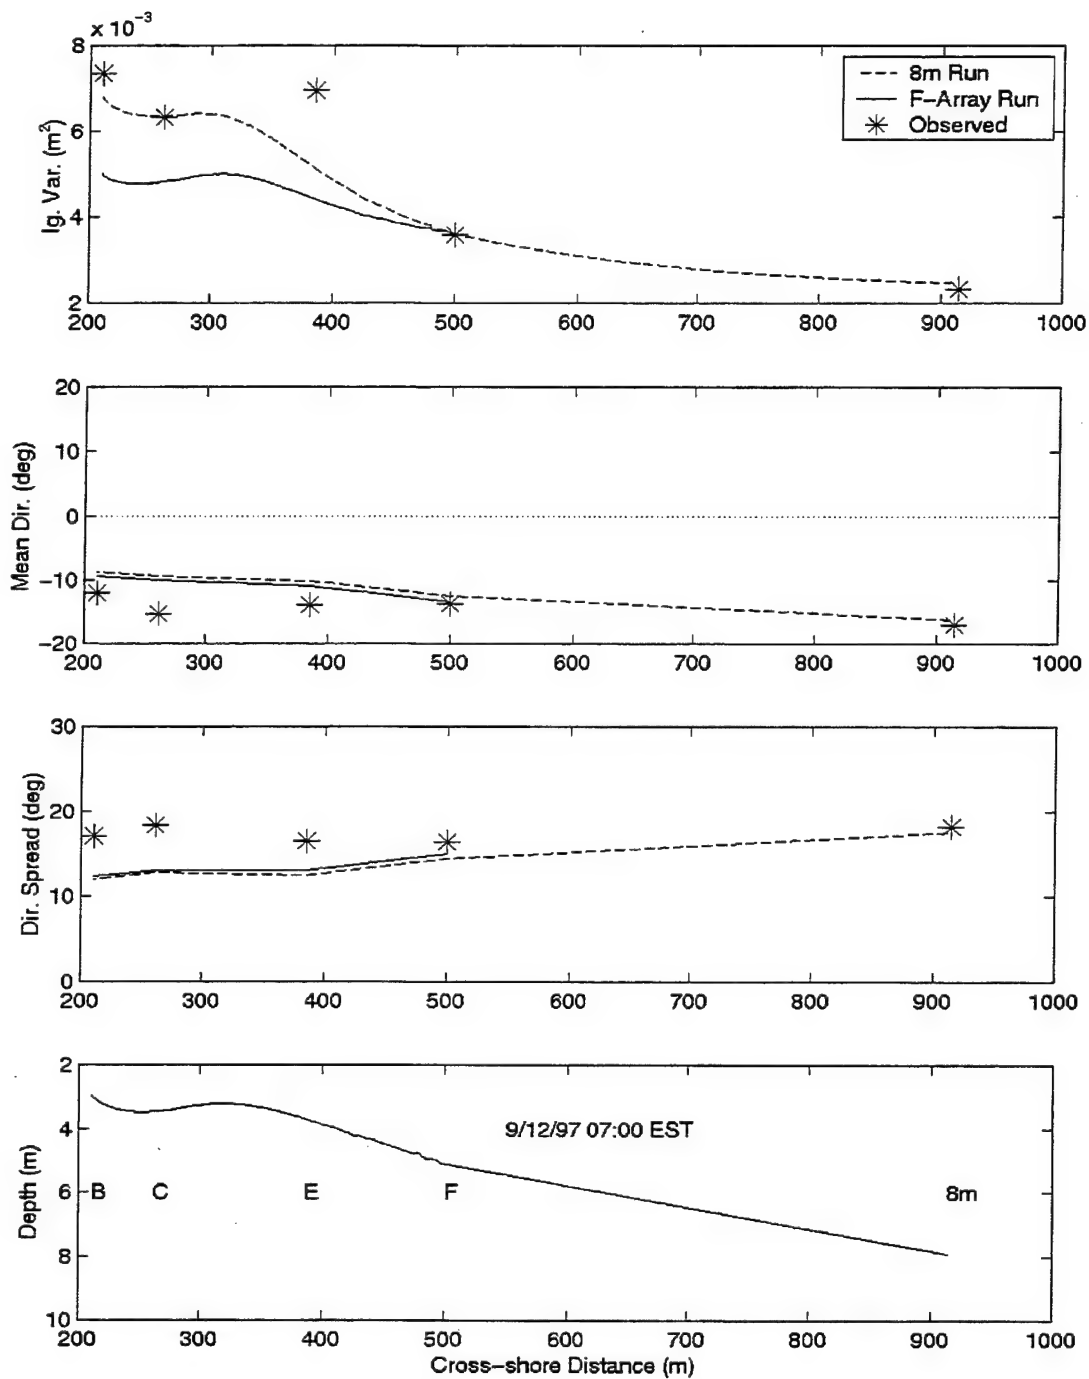 x 10⁻³
8
6
4
2
Ig. Var. (m²)
8m Run
F-Array Run
Observed
200 300 400 500 600 700 800 900 1000
20
10
0
-10
-20
Mean Dir. (deg)
200 300 400 500 600 700 800 900 1000
30
20
10
0
Dir. Spread (deg)
200 300 400 500 600 700 800 900 1000
2
4
6
8
10
Depth (m)
9/12/97 07:00 EST
B C E F 8m
200 300 400 500 600 700 800 900 1000
Cross-shore Distance (m)